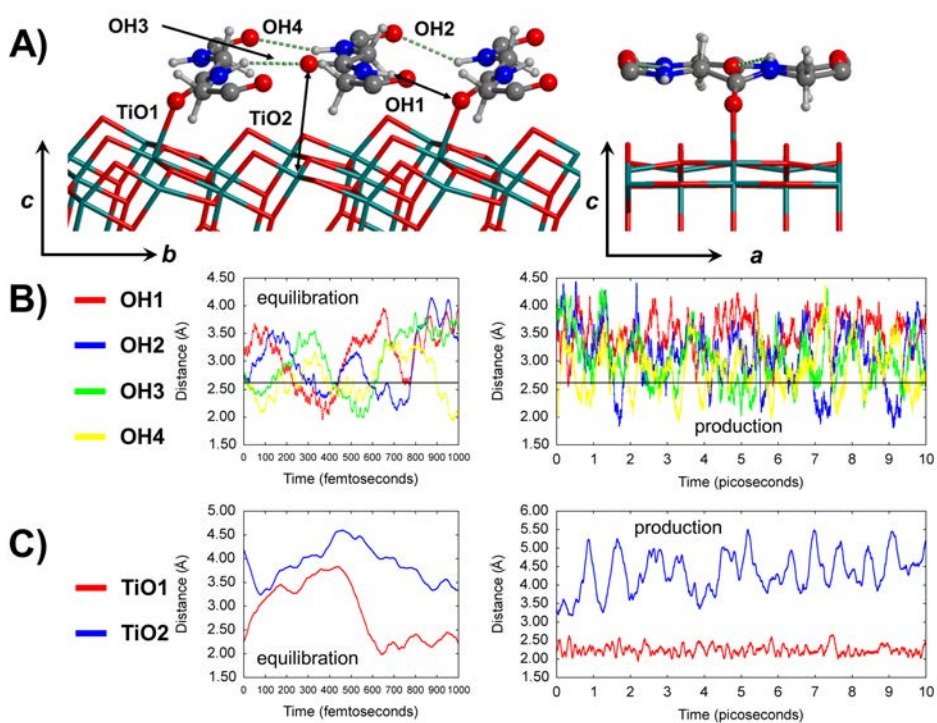 A)
OH3
OH4
OH2
TiO1
TiO2
OH1
c
b
c
a
B)
OH1
OH2
OH3
OH4
Distance (Å)
4.50
4.00
3.50
3.00
2.50
2.00
1.50
equilibration
0 100 200 300 400 500 600 700 800 900 1000
Time (femtoseconds)
Distance (Å)
4.50
4.00
3.50
3.00
2.50
2.00
1.50
production
0 1 2 3 4 5 6 7 8 9 10
Time (picoseconds)
C)
TiO1
TiO2
Distance (Å)
5.00
4.50
4.00
3.50
3.00
2.50
2.00
1.50
equilibration
0 100 200 300 400 500 600 700 800 900 1000
Time (femtoseconds)
Distance (Å)
6.00
5.50
5.00
4.50
4.00
3.50
3.00
2.50
2.00
1.50
production
0 1 2 3 4 5 6 7 8 9 10
Time (picoseconds)